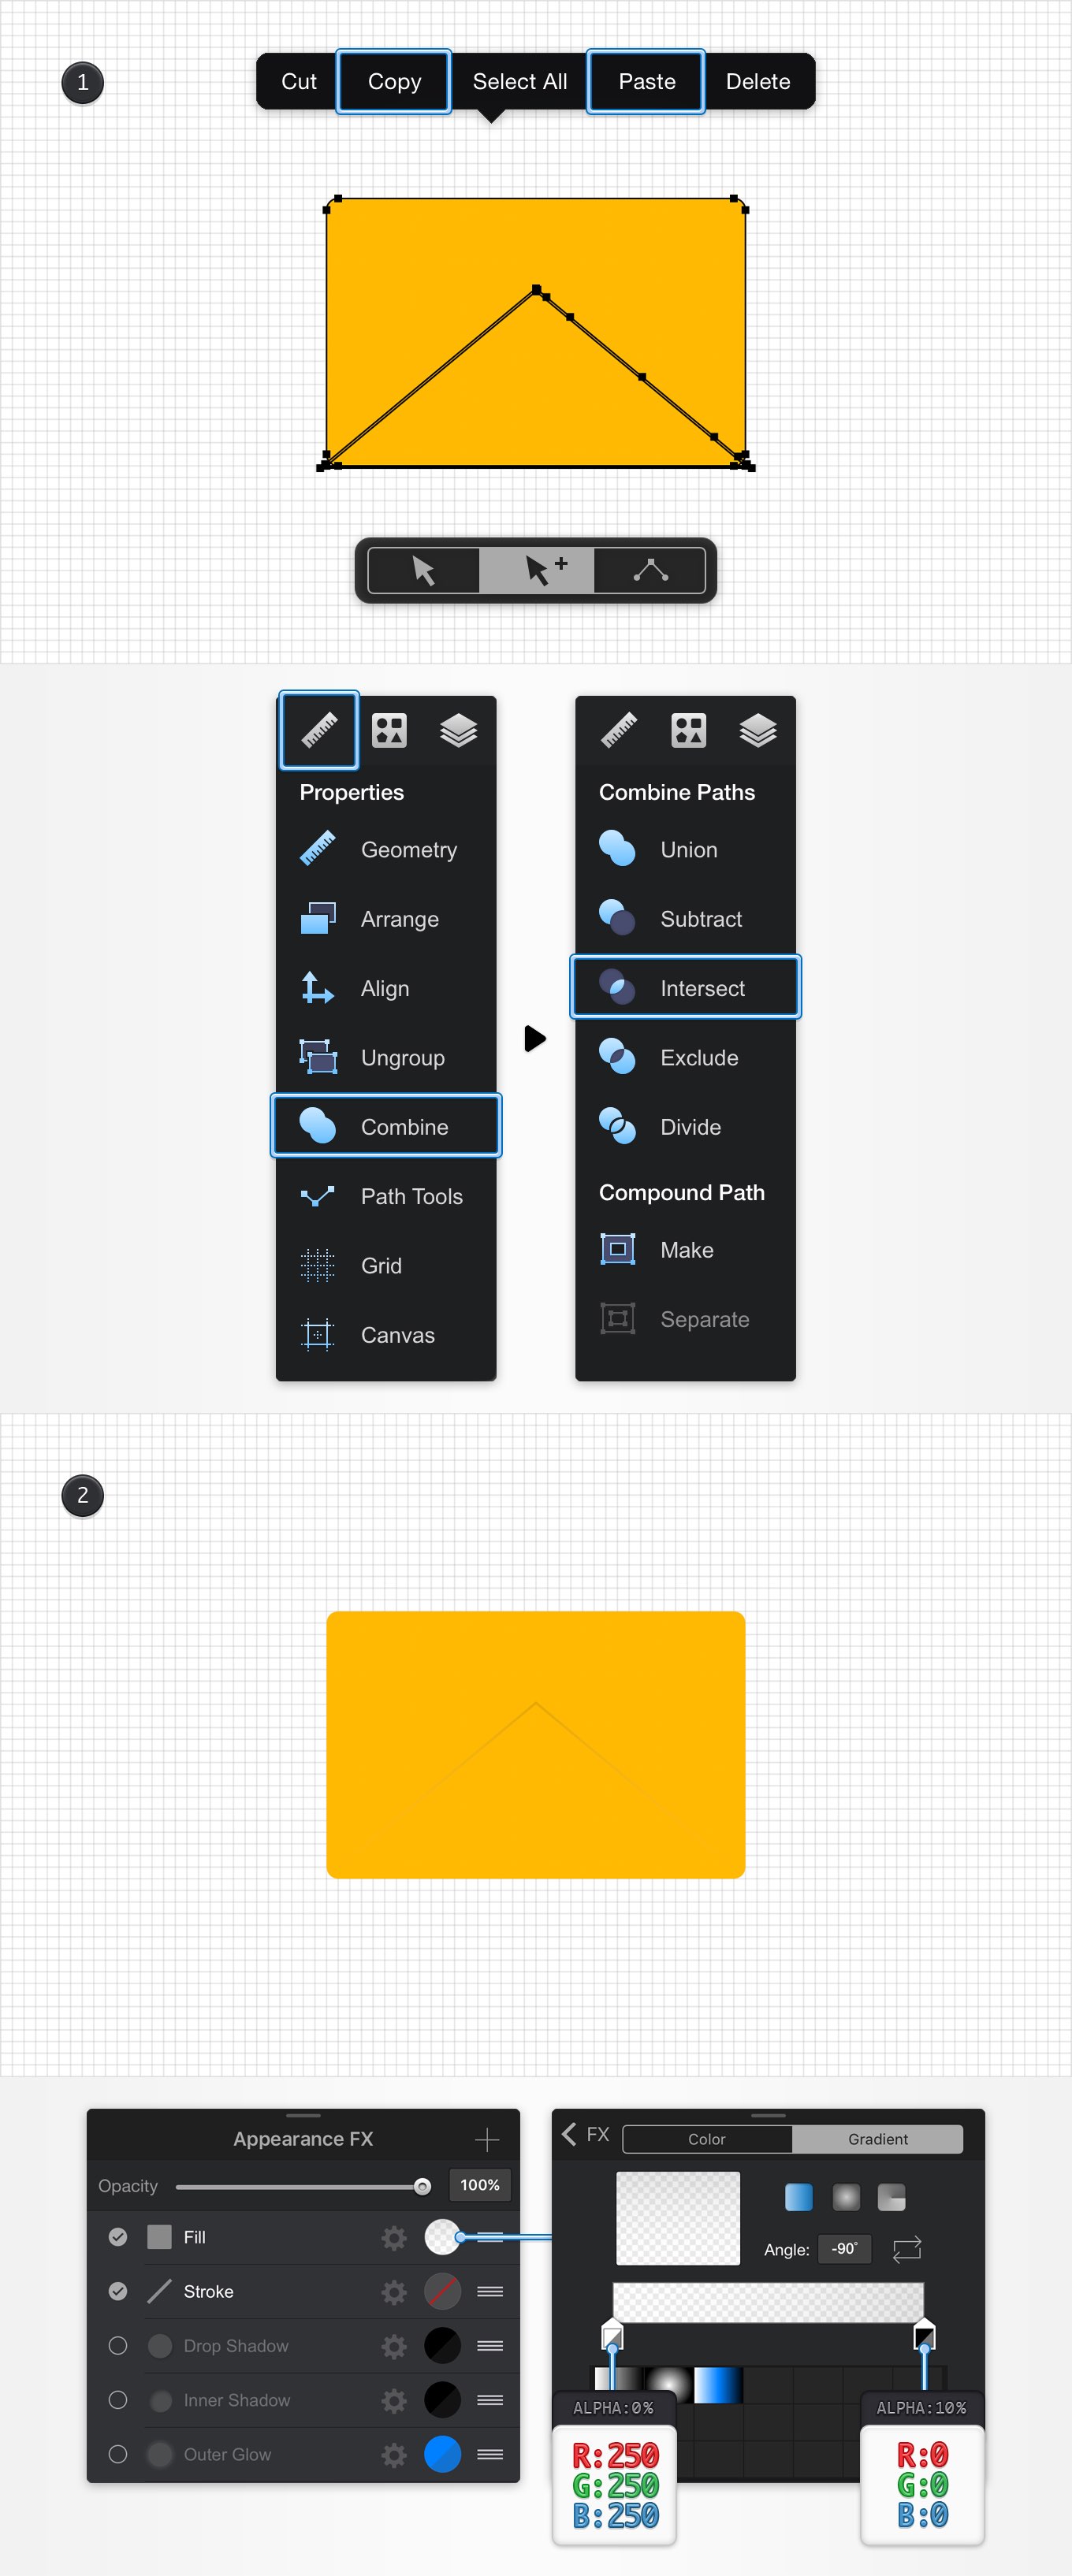 1
Cut Copy Select All Paste Delete
Properties
Geometry
Arrange
Align
Ungroup
Combine
Path Tools
Grid
Canvas
Combine Paths
Union
Subtract
Intersect
Exclude
Divide
Compound Path
Make
Separate
2
Appearance FX
Opacity 100%
Fill
Stroke
Drop Shadow
Inner Shadow
Outer Glow
FX Color Gradient
Angle: -90°
ALPHA:0%
R:250
G:250
B:250
ALPHA:10%
R:0
G:0
B:0